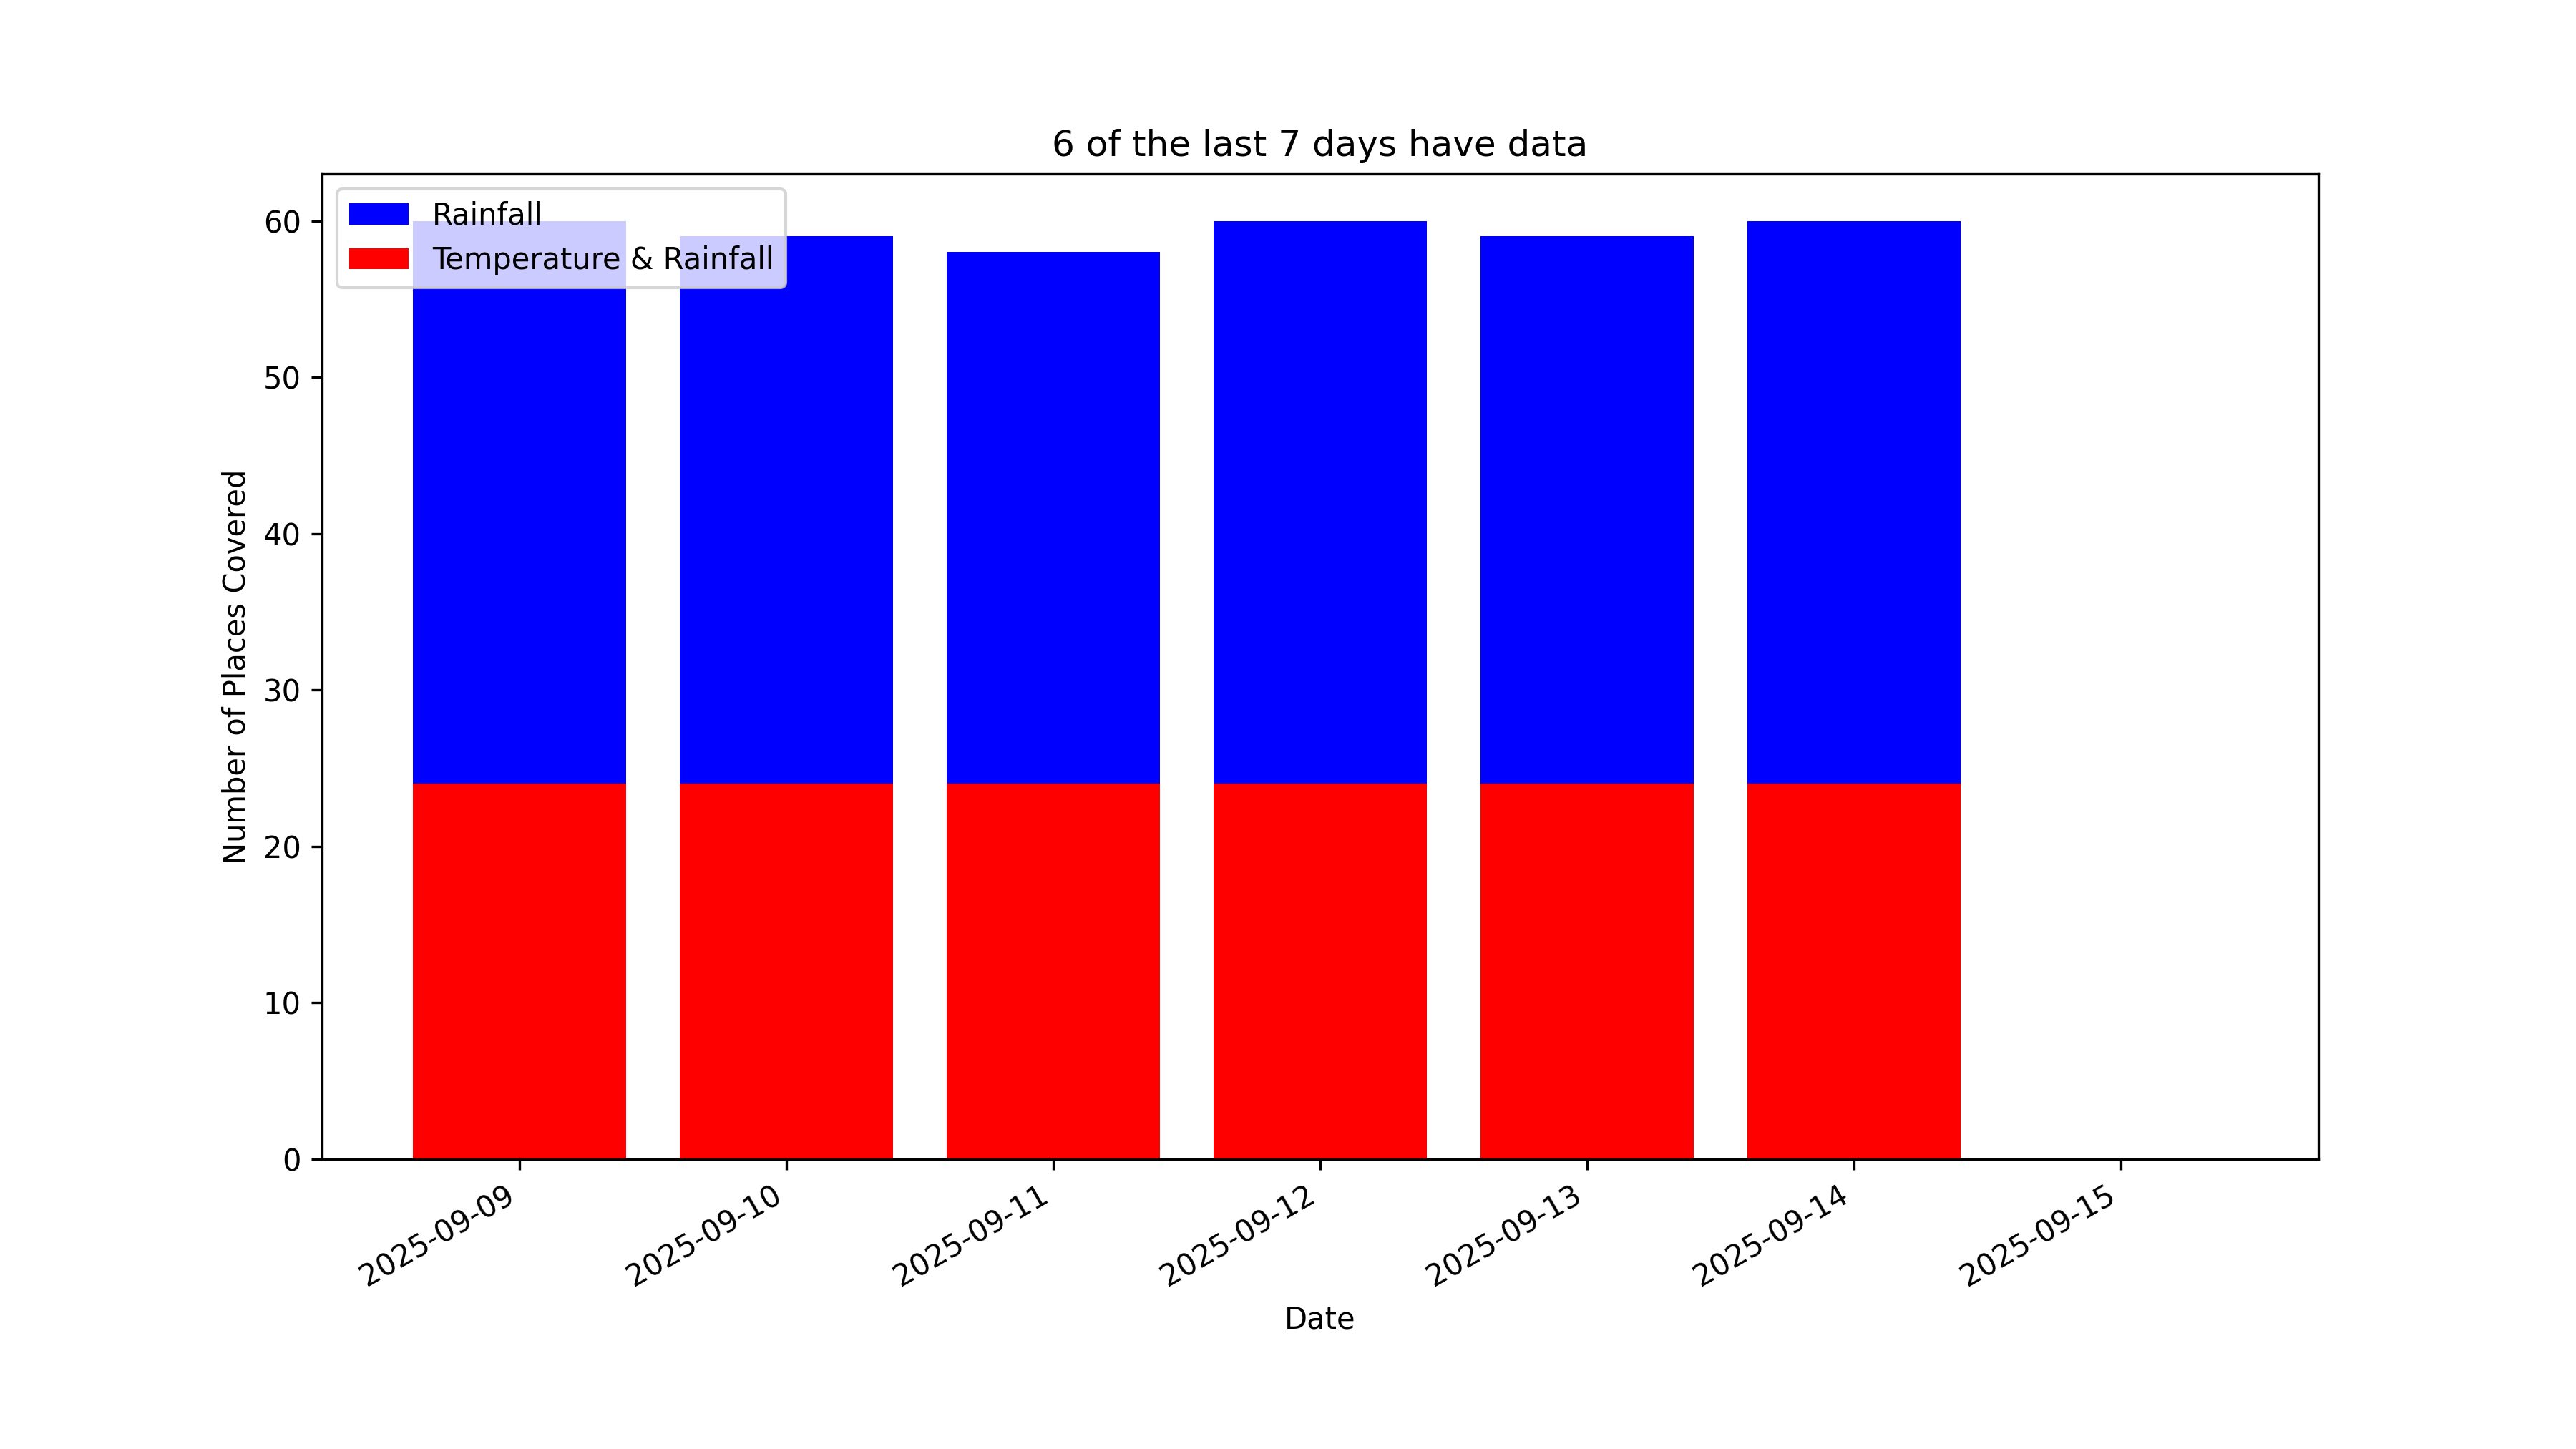 6 of the last 7 days have data
Rainfall
Temperature & Rainfall
60
50
40
30
20
10
0
Number of Places Covered
2025-09-09
2025-09-10
2025-09-11
2025-09-12
2025-09-13
2025-09-14
2025-09-15
Date